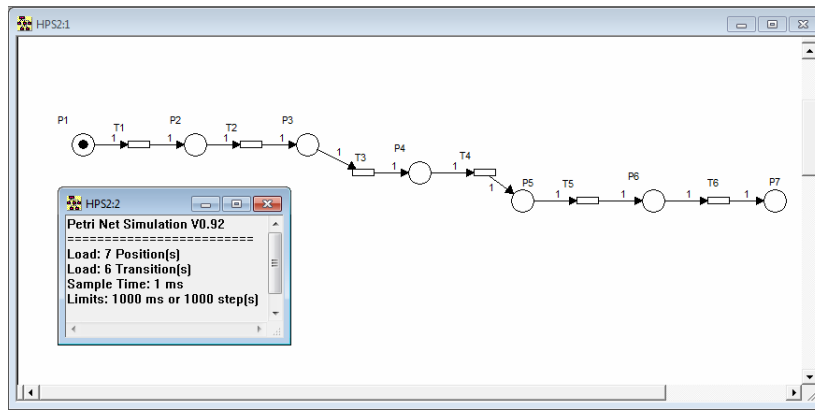 HPS2:1
P1 T1 P2 T2 P3
1 1 1 1
1 T3 P4 T4
1 1
1 P5 T5 P6 T6 P7
1 1 1 1
HPS2:2
Petri Net Simulation V0.92
=========================
Load: 7 Position(s)
Load: 6 Transition(s)
Sample Time: 1 ms
Limits: 1000 ms or 1000 step(s)